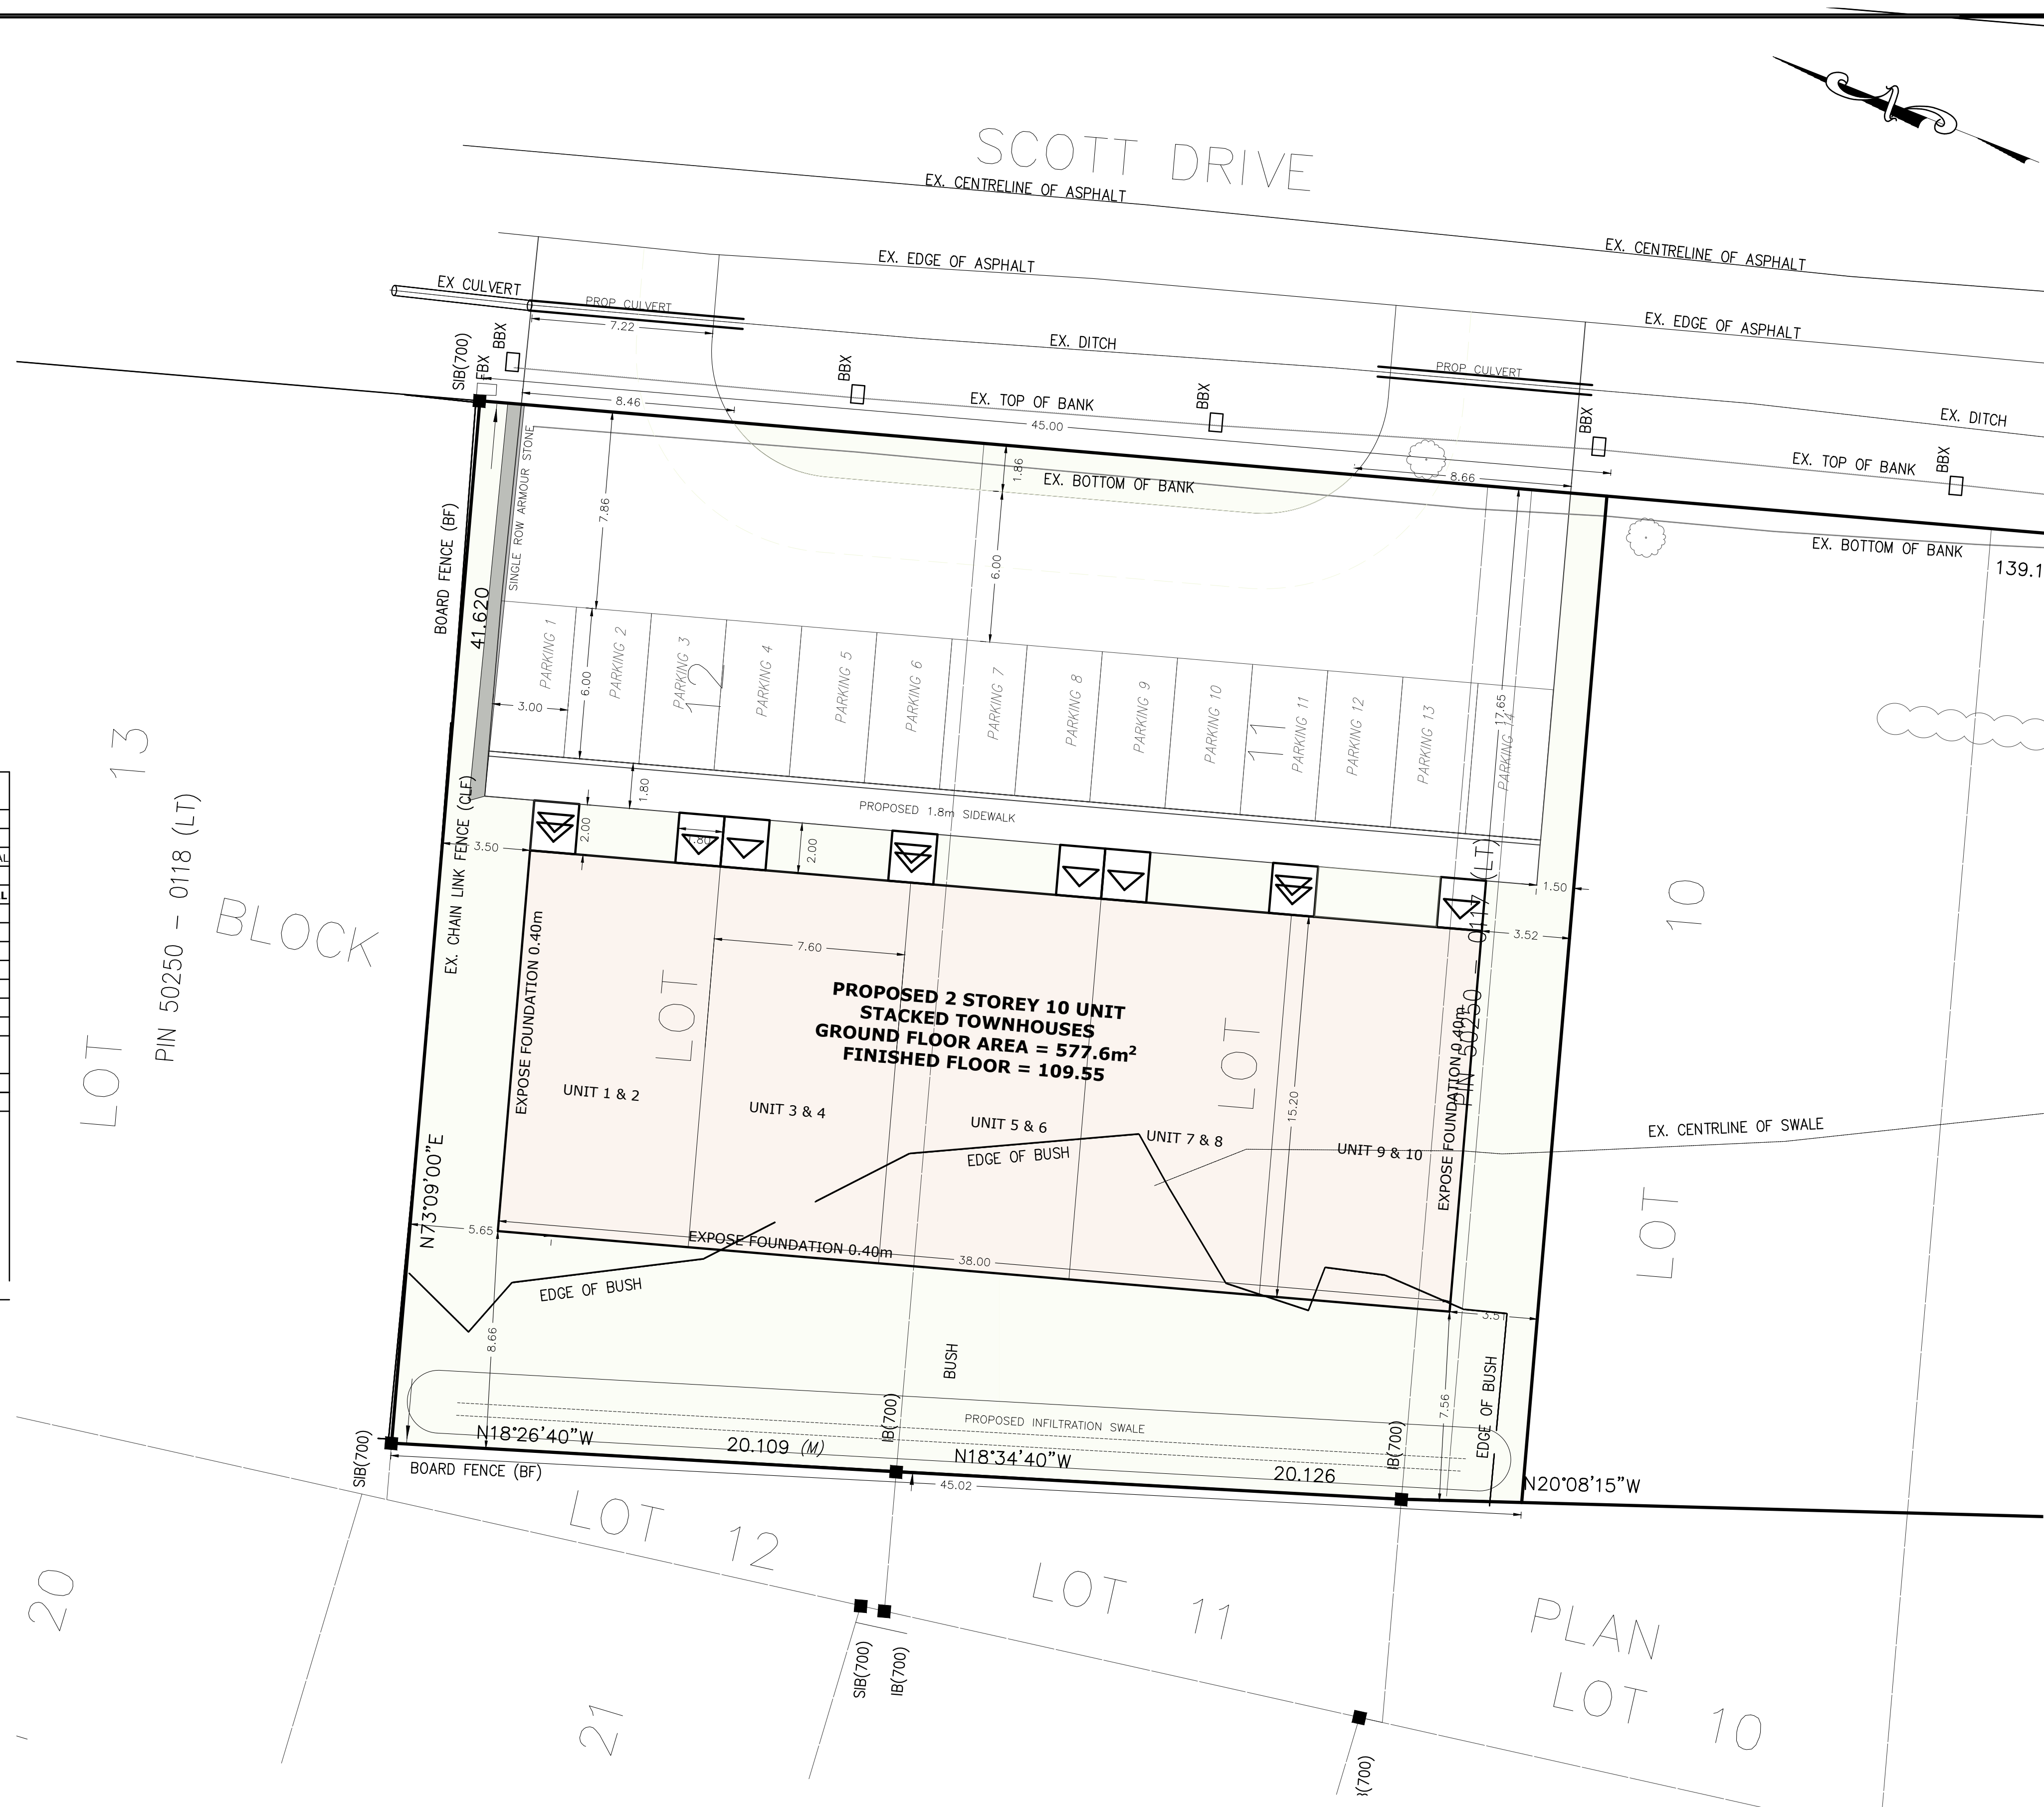 SCOTT DRIVE
EX. CENTRELINE OF ASPHALT
EX. CENTRELINE OF ASPHALT
EX. EDGE OF ASPHALT
EX. EDGE OF ASPHALT
EX CULVERT
PROP CULVERT
7.22
EX. DITCH
PROP CULVERT
EX. DITCH
SIB(700)
FBX
BBX
BBX
BBX
BBX
BBX
8.46
EX. TOP OF BANK
45.00
EX. TOP OF BANK
8.66
1.86
EX. BOTTOM OF BANK
EX. BOTTOM OF BANK
139.1
BOARD FENCE (BF)
41.620
SINGLE ROW ARMOUR STONE
7.86
6.00
17.65
PARKING 1
PARKING 2
PARKING 3
PARKING 4
PARKING 5
PARKING 6
PARKING 7
PARKING 8
PARKING 9
PARKING 10
PARKING 11
PARKING 12
PARKING 13
PARKING 14
12
11
6.00
3.00
1.80
PROPOSED 1.8m SIDEWALK
2.00
1.80
2.00
3.50
1.50
3.52
EX. CHAIN LINK FENCE (CLF)
LOT 13
PIN 50250 - 0118 (LT)
BLOCK
PIN 50250 - 0117 (LT)
LOT 10
EXPOSE FOUNDATION 0.40m
7.60
LOT
LOT
PROPOSED 2 STOREY 10 UNIT
STACKED TOWNHOUSES
GROUND FLOOR AREA = 577.6m²
FINISHED FLOOR = 109.55
15.20
EXPOSE FOUNDATION 0.40m
UNIT 1 & 2
UNIT 3 & 4
UNIT 5 & 6
UNIT 7 & 8
UNIT 9 & 10
EX. CENTRLINE OF SWALE
EDGE OF BUSH
N73°09'00"E
5.65
EXPOSE FOUNDATION 0.40m
38.00
EDGE OF BUSH
3.51
8.66
BUSH
7.56
EDGE OF BUSH
PROPOSED INFILTRATION SWALE
IB(700)
IB(700)
N18°26'40"W
20.109 (M)
N18°34'40"W
20.126
N20°08'15"W
SIB(700)
BOARD FENCE (BF)
45.02
LOT 12
LOT 11
PLAN
LOT 10
20
21
SIB(700)
IB(700)